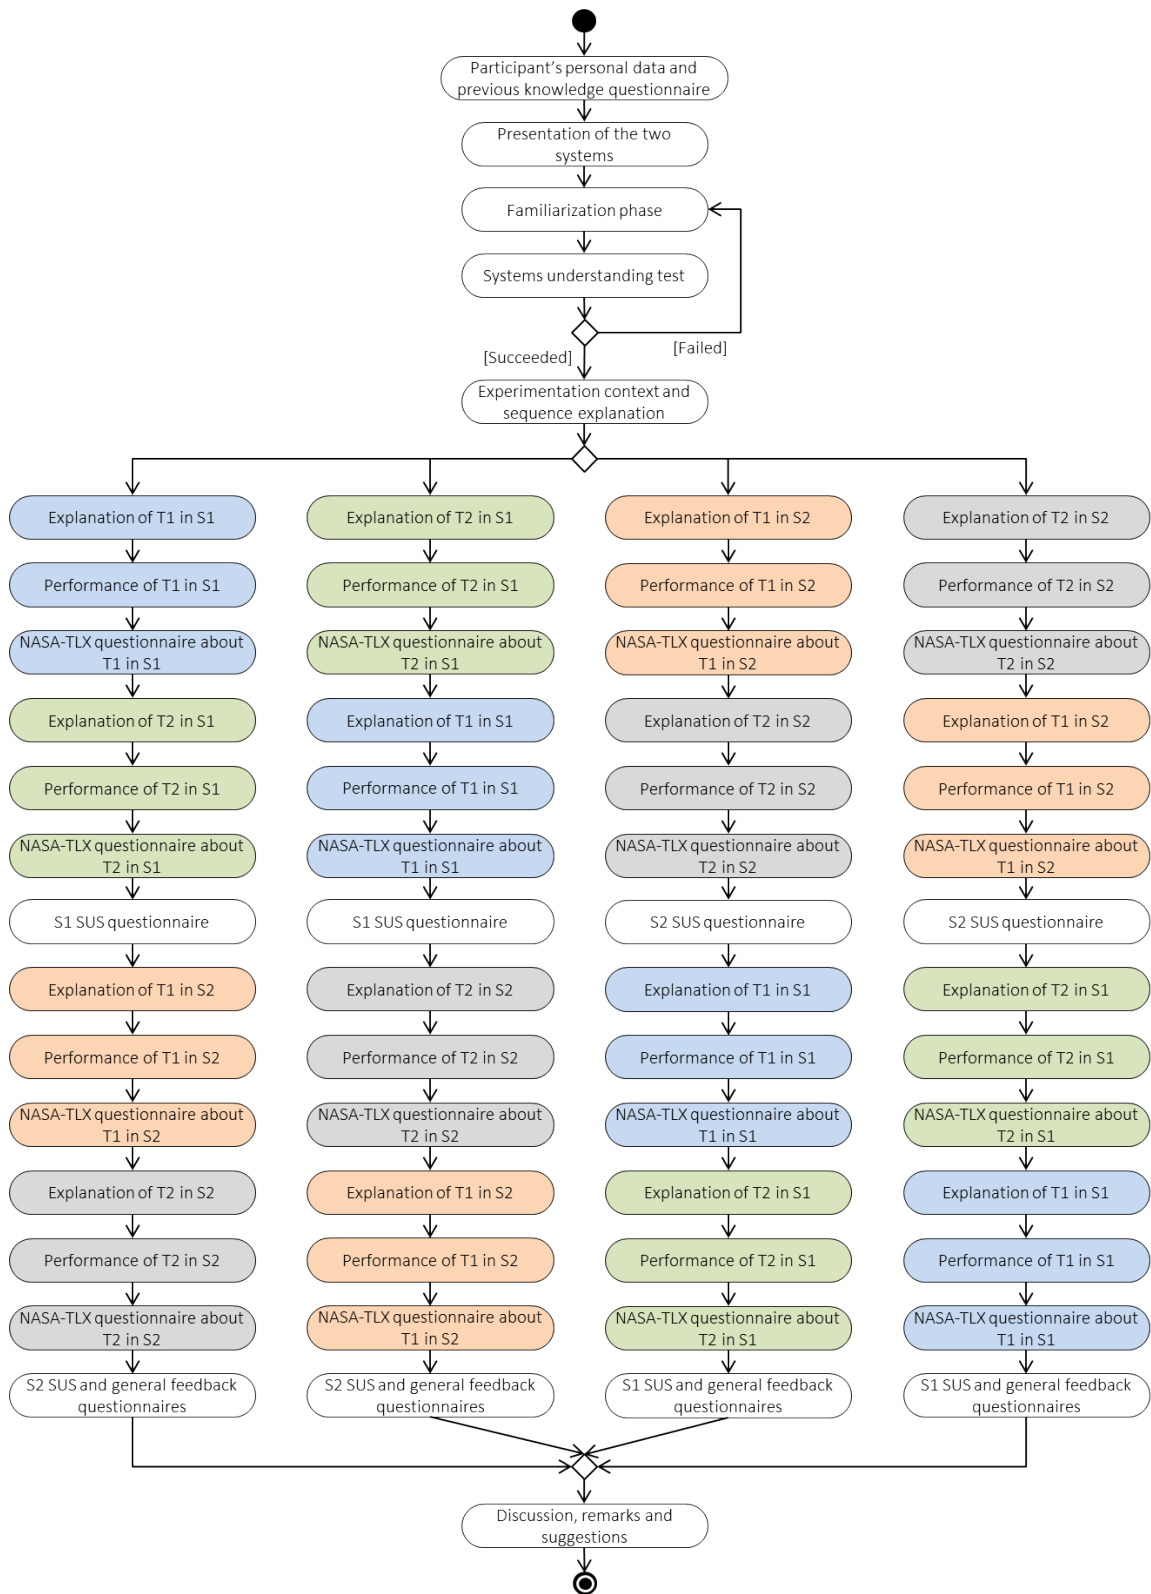 Participant's personal data and
previous knowledge questionnaire
Presentation of the two
systems
Familiarization phase
Systems understanding test
[Succeeded]
[Failed]
Experimentation context and
sequence explanation
Explanation of T1 in S1
Performance of T1 in S1
NASA-TLX questionnaire about
T1 in S1
Explanation of T2 in S1
Performance of T2 in S1
NASA-TLX questionnaire about
T2 in S1
S1 SUS questionnaire
Explanation of T1 in S2
Performance of T1 in S2
NASA-TLX questionnaire about
T1 in S2
Explanation of T2 in S2
Performance of T2 in S2
NASA-TLX questionnaire about
T2 in S2
S2 SUS and general feedback
questionnaires
Explanation of T2 in S1
Performance of T2 in S1
NASA-TLX questionnaire about
T2 in S1
Explanation of T1 in S1
Performance of T1 in S1
NASA-TLX questionnaire about
T1 in S1
S1 SUS questionnaire
Explanation of T2 in S2
Performance of T2 in S2
NASA-TLX questionnaire about
T2 in S2
Explanation of T1 in S2
Performance of T1 in S2
NASA-TLX questionnaire about
T1 in S2
S2 SUS and general feedback
questionnaires
Explanation of T1 in S2
Performance of T1 in S2
NASA-TLX questionnaire about
T1 in S2
Explanation of T2 in S2
Performance of T2 in S2
NASA-TLX questionnaire about
T2 in S2
S2 SUS questionnaire
Explanation of T1 in S1
Performance of T1 in S1
NASA-TLX questionnaire about
T1 in S1
Explanation of T2 in S1
Performance of T2 in S1
NASA-TLX questionnaire about
T2 in S1
S1 SUS and general feedback
questionnaires
Explanation of T2 in S2
Performance of T2 in S2
NASA-TLX questionnaire about
T2 in S2
Explanation of T1 in S2
Performance of T1 in S2
NASA-TLX questionnaire about
T1 in S2
S2 SUS questionnaire
Explanation of T2 in S1
Performance of T2 in S1
NASA-TLX questionnaire about
T2 in S1
Explanation of T1 in S1
Performance of T1 in S1
NASA-TLX questionnaire about
T1 in S1
S1 SUS and general feedback
questionnaires
Discussion, remarks and
suggestions